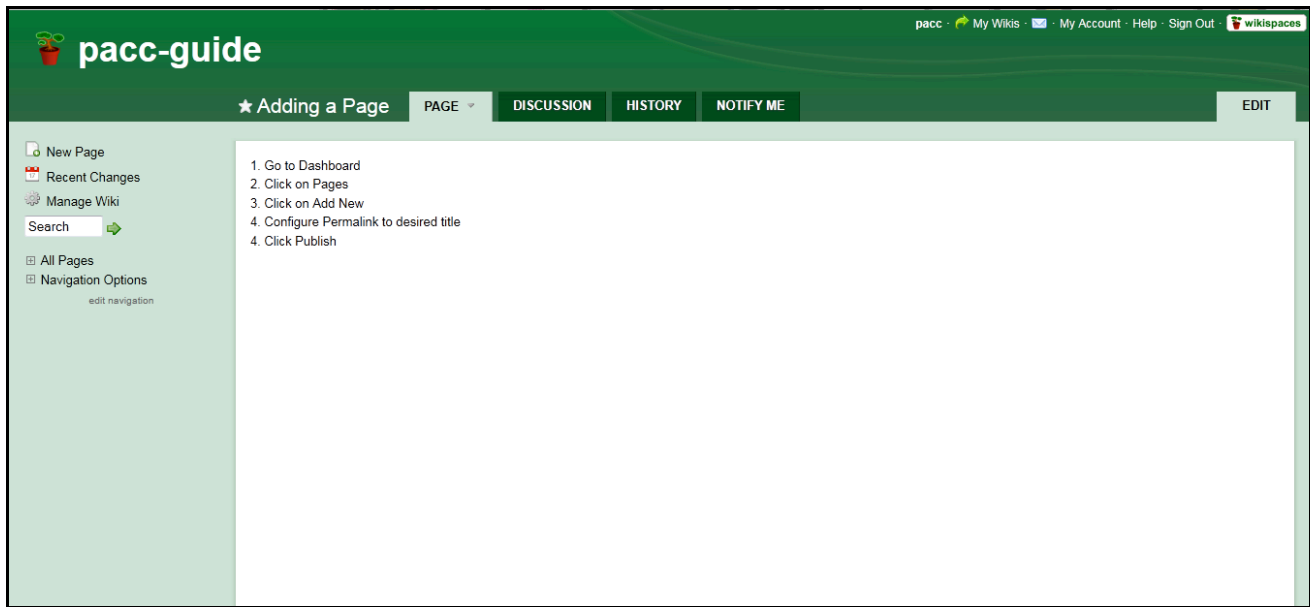 pacc · My Wikis · · My Account · Help · Sign Out · wikispaces
pacc-guide
Adding a Page PAGE DISCUSSION HISTORY NOTIFY ME EDIT
New Page
Recent Changes
17
Manage Wiki
Search
All Pages
Navigation Options
edit navigation
1. Go to Dashboard
2. Click on Pages
3. Click on Add New
4. Configure Permalink to desired title
4. Click Publish